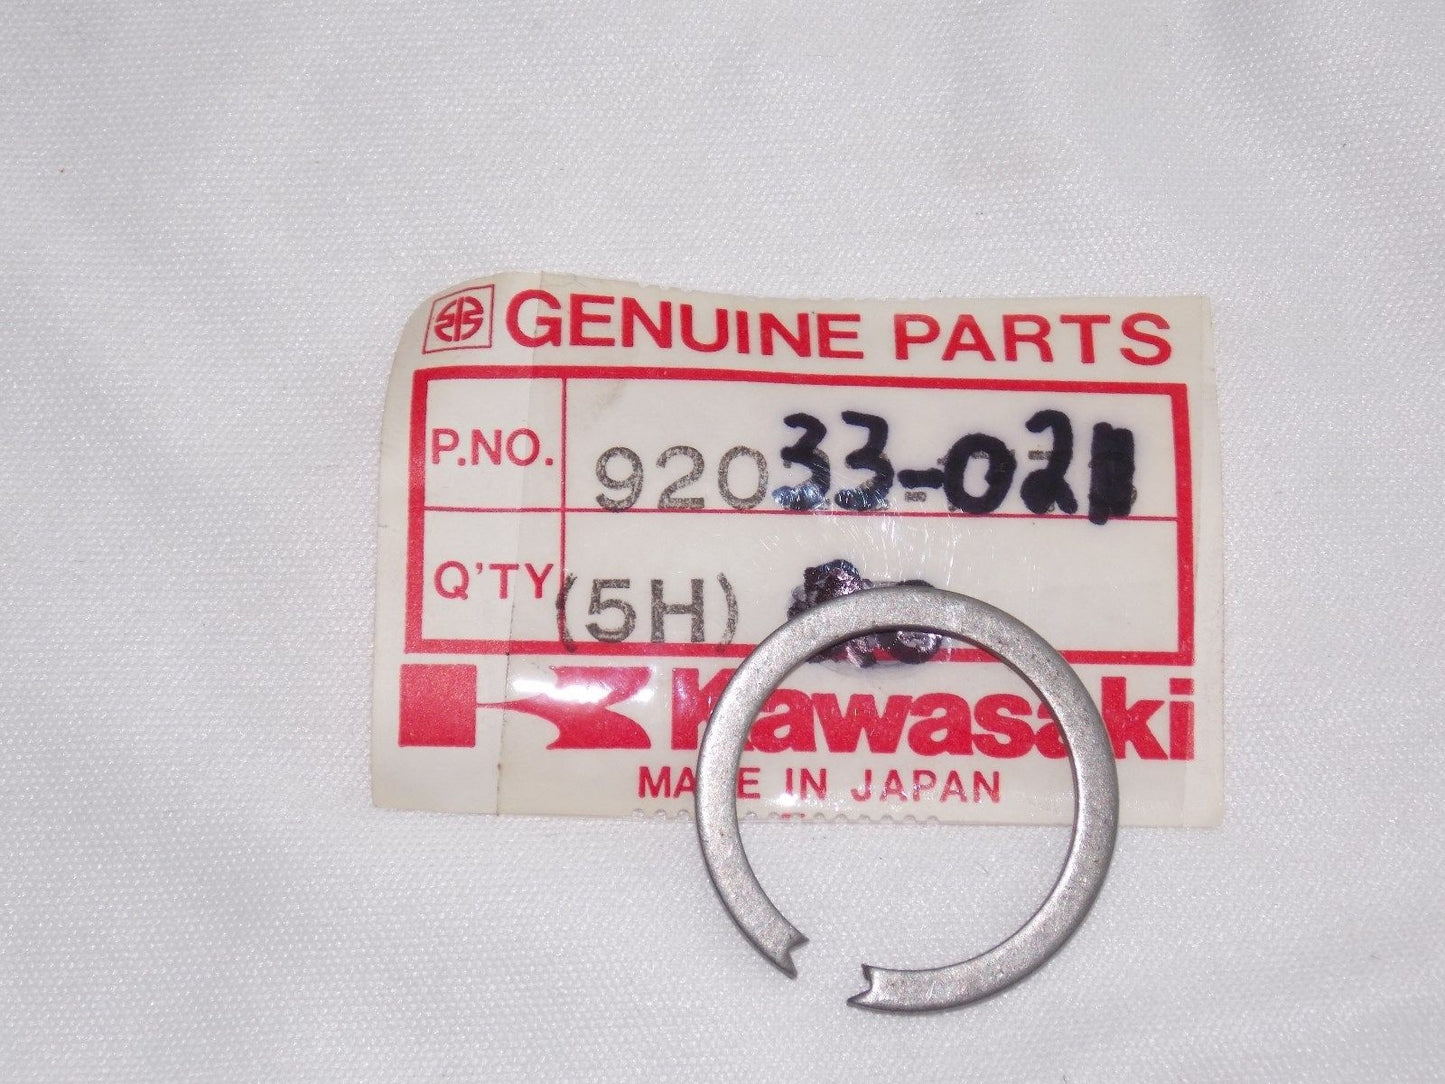 GENUINE PARTS
P.NO. 92033-021
Q'TY (5H)
Kawasaki
MADE IN JAPAN